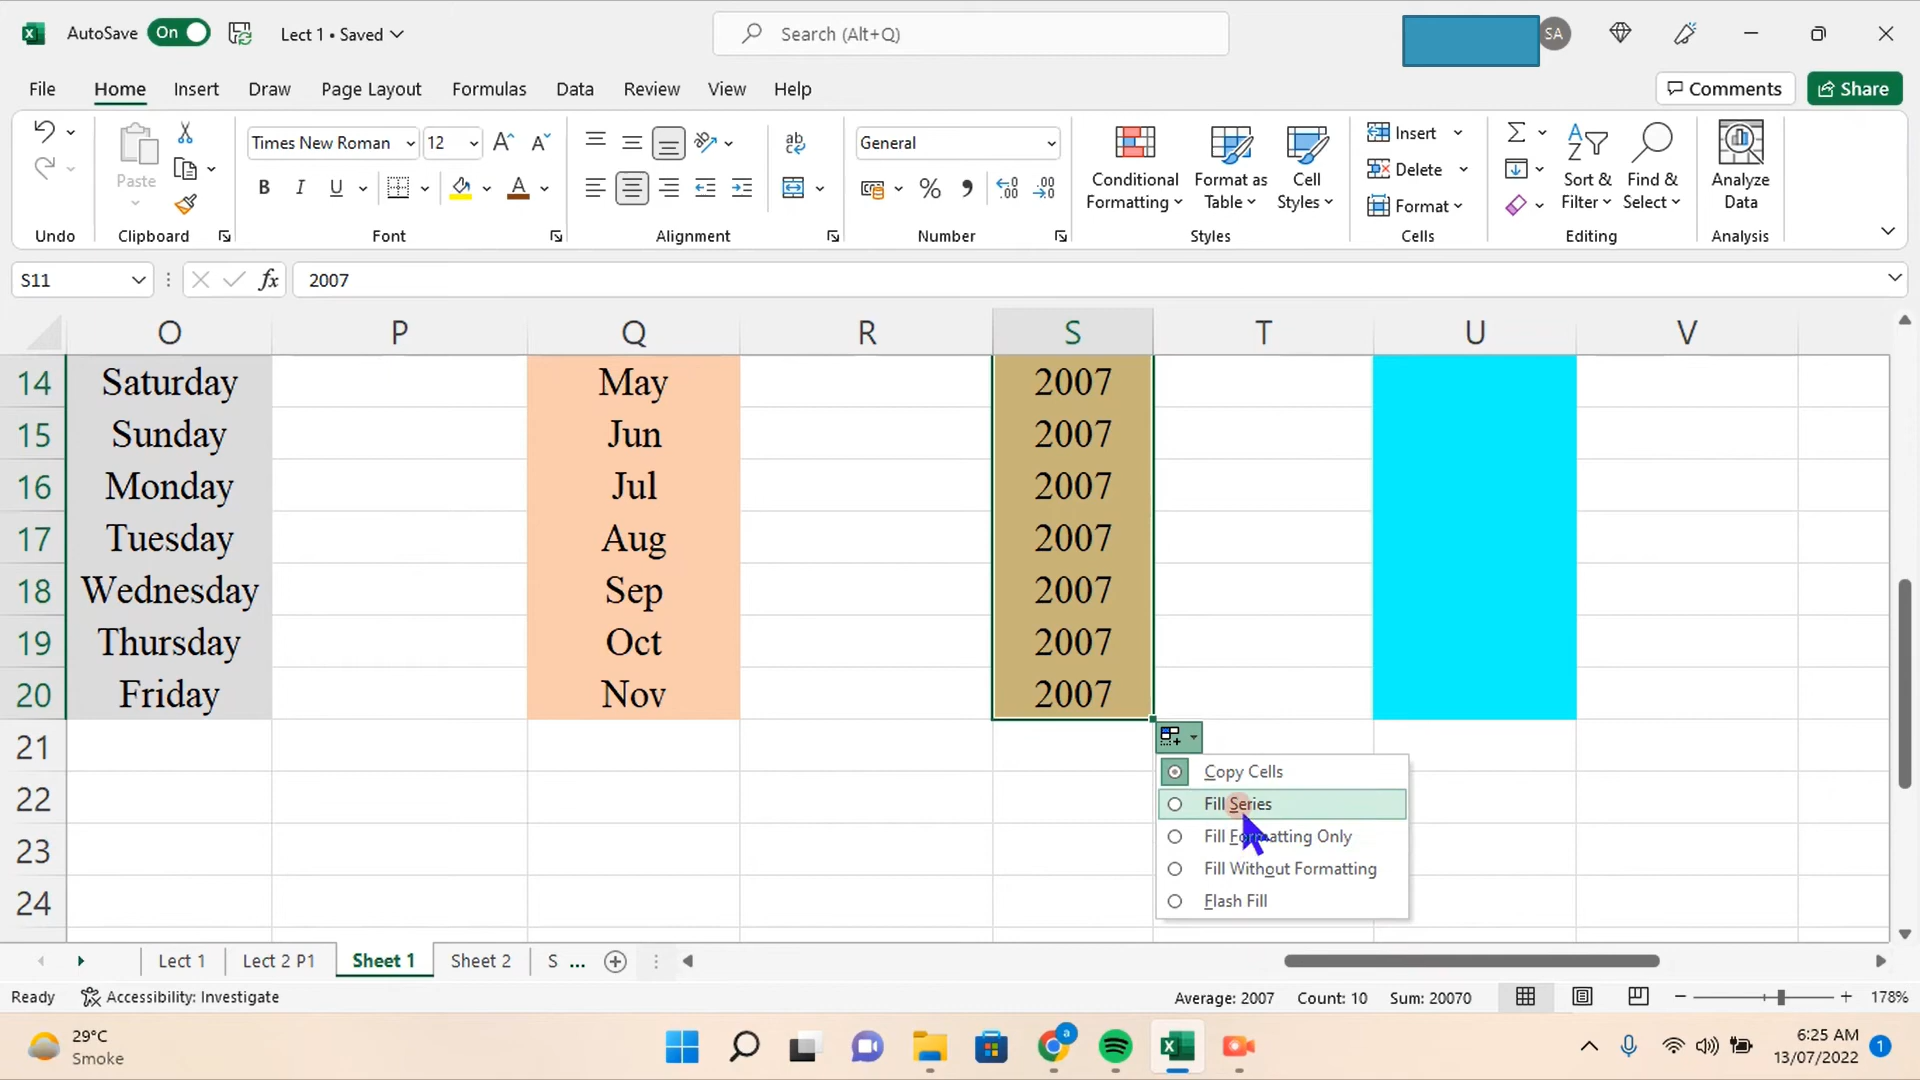 AutoSave On Lect 1 • Saved Search (Alt+Q) SA
File Home Insert Draw Page Layout Formulas Data Review View Help Comments Share
Paste
Times New Roman 12
General
Conditional Formatting
Format as Table
Cell Styles
Insert
Delete
Format
Sort & Filter
Find & Select
Analyze Data
Undo Clipboard Font Alignment Number Styles Cells Editing Analysis
S11 fx 2007
O P Q R S T U V
14 Saturday May 2007
15 Sunday Jun 2007
16 Monday Jul 2007
17 Tuesday Aug 2007
18 Wednesday Sep 2007
19 Thursday Oct 2007
20 Friday Nov 2007
21
22
23
24
Copy Cells
Fill Series
Fill Formatting Only
Fill Without Formatting
Flash Fill
Lect 1 Lect 2 P1 Sheet 1 Sheet 2 S ...
Ready Accessibility: Investigate Average: 2007 Count: 10 Sum: 20070 178%
29°C
Smoke
6:25 AM
13/07/2022
1